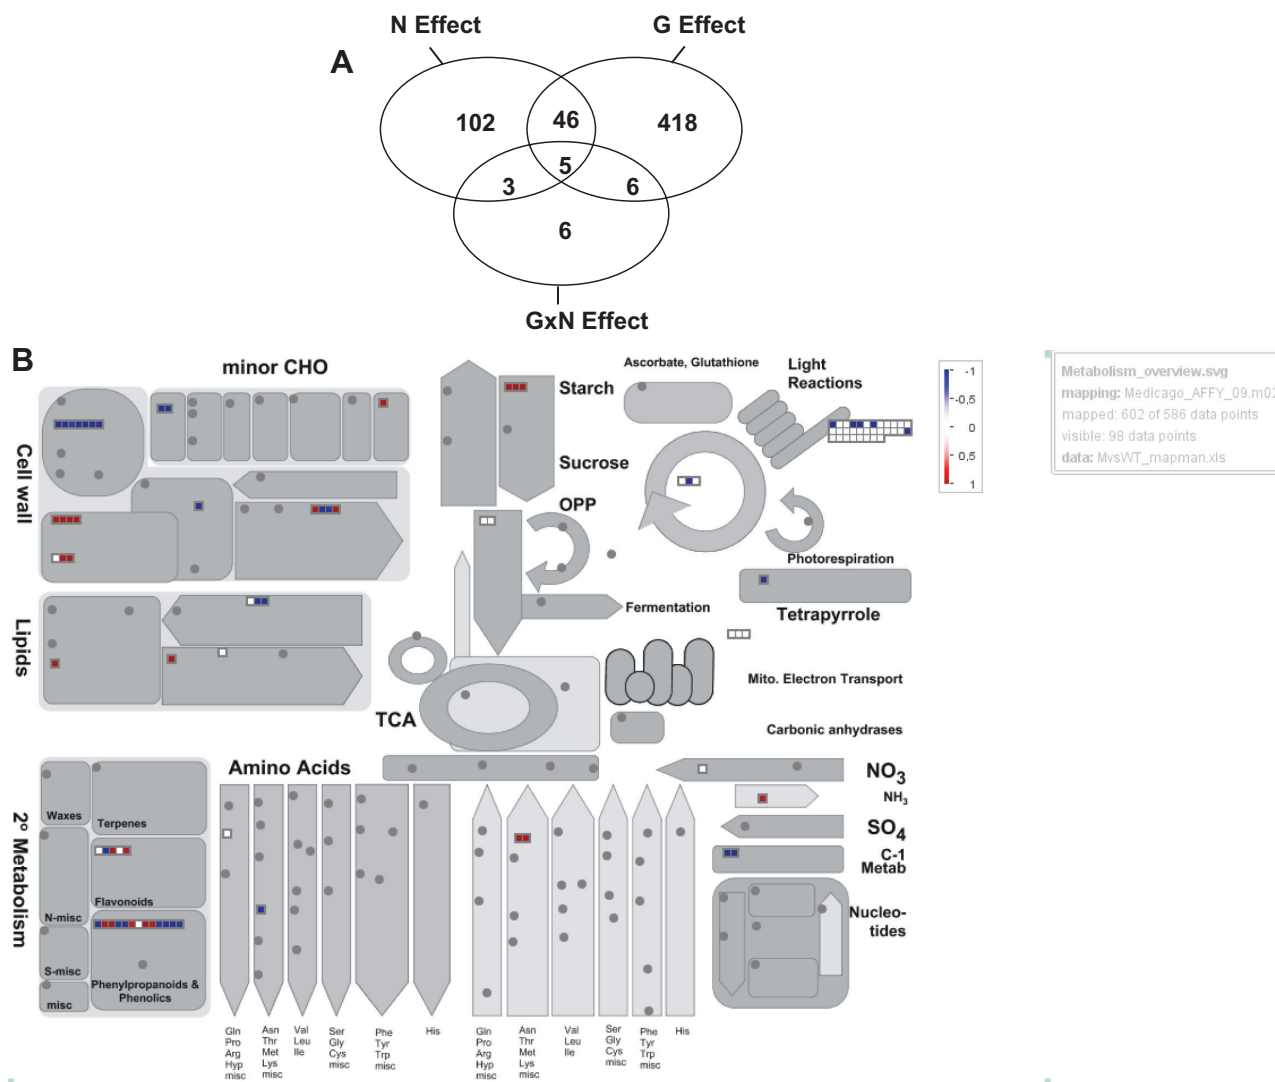 N Effect
G Effect
A
102
46
418
5
3
6
6
GxN Effect
B
minor CHO
Cell wall
Lipids
2º Metabolism
Starch
Sucrose
OPP
Fermentation
TCA
Ascorbate, Glutathione
Light
Reactions
Photorespiration
Tetrapyrrole
Mito. Electron Transport
Carbonic anhydrases
NO3
NH3
SO4
C-1
Metab
Nucleo-
tides
-1
-0,5
0
0,5
1
Metabolism_overview.svg
mapping: Medicago_AFFY_09.m02
mapped: 602 of 586 data points
visible: 98 data points
data: MvsWT_mapman.xls
Amino Acids
Waxes
Terpenes
Flavonoids
N-misc
S-misc
misc
Phenylpropanoids &
Phenolics
Gln
Pro
Arg
Hyp
misc
Asn
Thr
Met
Lys
misc
Val
Leu
Ile
Ser
Gly
Cys
misc
Phe
Tyr
Trp
misc
His
Gln
Pro
Arg
Hyp
misc
Asn
Thr
Met
Lys
misc
Val
Leu
Ile
Ser
Gly
Cys
misc
Phe
Tyr
Trp
misc
His